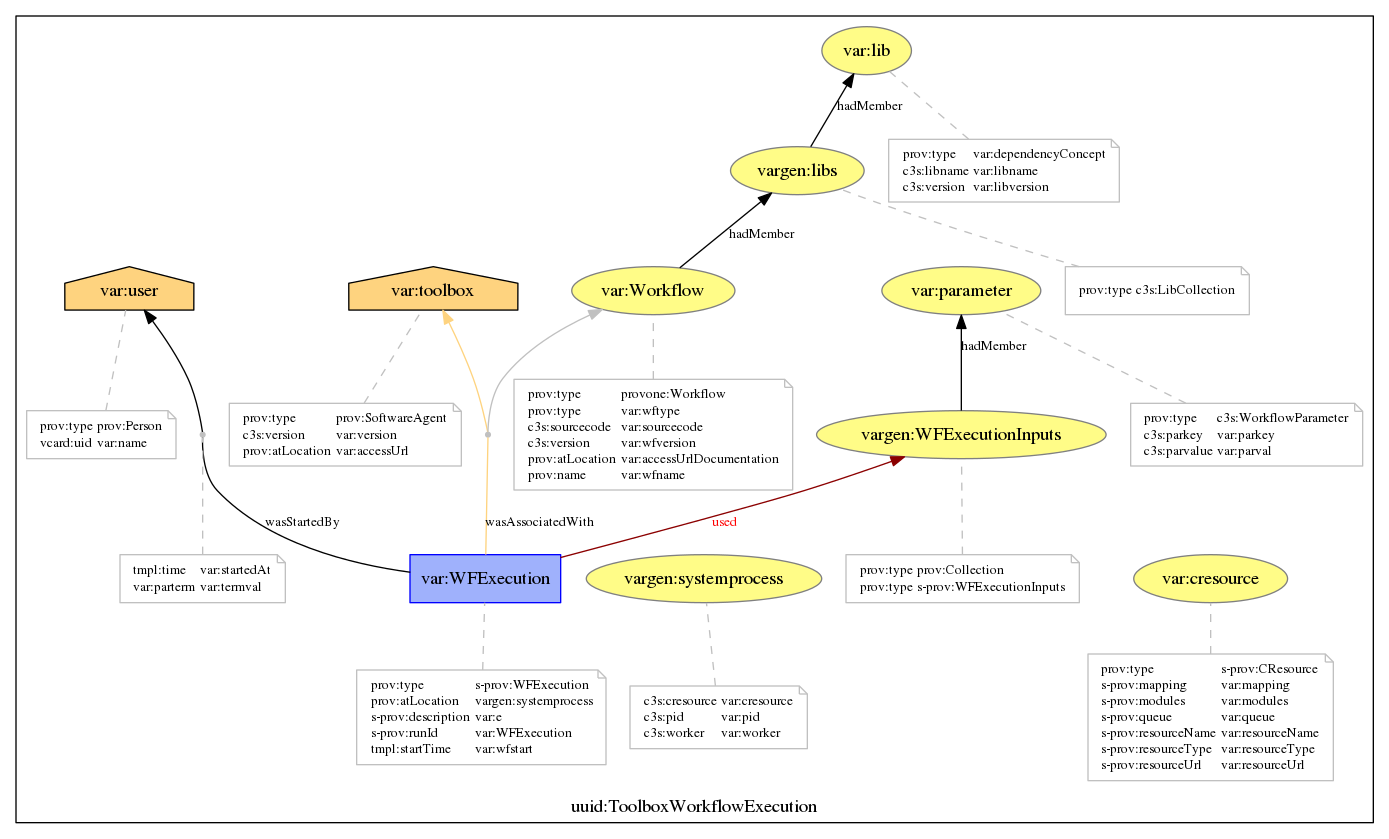 var:lib
hadMember
prov:type var:dependencyConcept
c3s:libname var:libname
c3s:version var:libversion
vargen:libs
hadMember
prov:type c3s:LibCollection
var:user
var:toolbox
var:Workflow
var:parameter
hadMember
prov:type prov:Person
vcard:uid var:name
prov:type prov:SoftwareAgent
c3s:version var:version
prov:atLocation var:accessUrl
prov:type provone:Workflow
prov:type var:wftype
c3s:sourcecode var:sourcecode
c3s:version var:wfversion
prov:atLocation var:accessUrlDocumentation
prov:name var:wfname
vargen:WFExecutionInputs
prov:type c3s:WorkflowParameter
c3s:parkey var:parkey
c3s:parvalue var:parval
wasStartedBy
wasAssociatedWith
used
tmpl:time var:startedAt
var:parterm var:termval
var:WFExecution
vargen:systemprocess
prov:type prov:Collection
prov:type s-prov:WFExecutionInputs
var:cresource
prov:type s-prov:WFExecution
prov:atLocation vargen:systemprocess
s-prov:description var:e
s-prov:runId var:WFExecution
tmpl:startTime var:wfstart
c3s:cresource var:cresource
c3s:pid var:pid
c3s:worker var:worker
prov:type s-prov:CResource
s-prov:mapping var:mapping
s-prov:modules var:modules
s-prov:queue var:queue
s-prov:resourceName var:resourceName
s-prov:resourceType var:resourceType
s-prov:resourceUrl var:resourceUrl
uuid:ToolboxWorkflowExecution